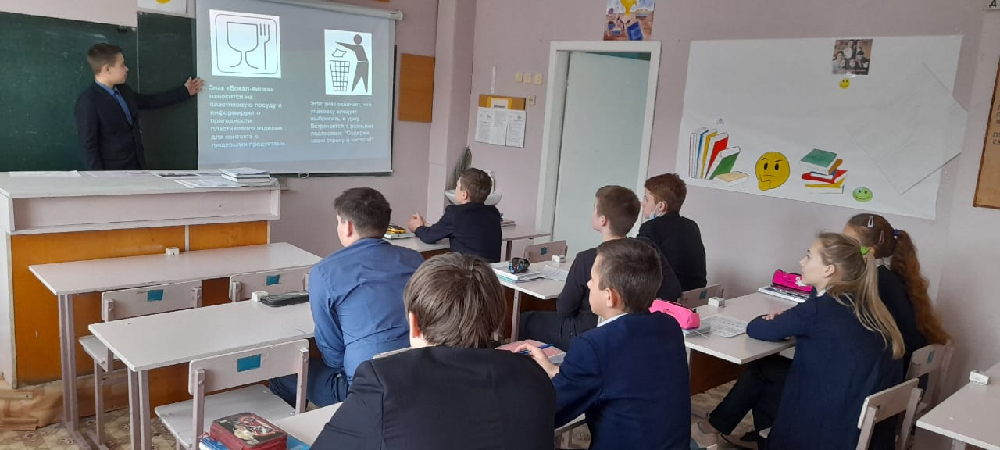 Знак «Бокал-вилка»
наносится на
пластиковую посуду и
информирует о
пригодности
пластикового изделия
для контакта с
пищевыми продуктами.
Этот знак означает, что
упаковку следует
выбросить в урну.
Встречается с разными
подписями: "Содержи
свою страну в чистоте!"